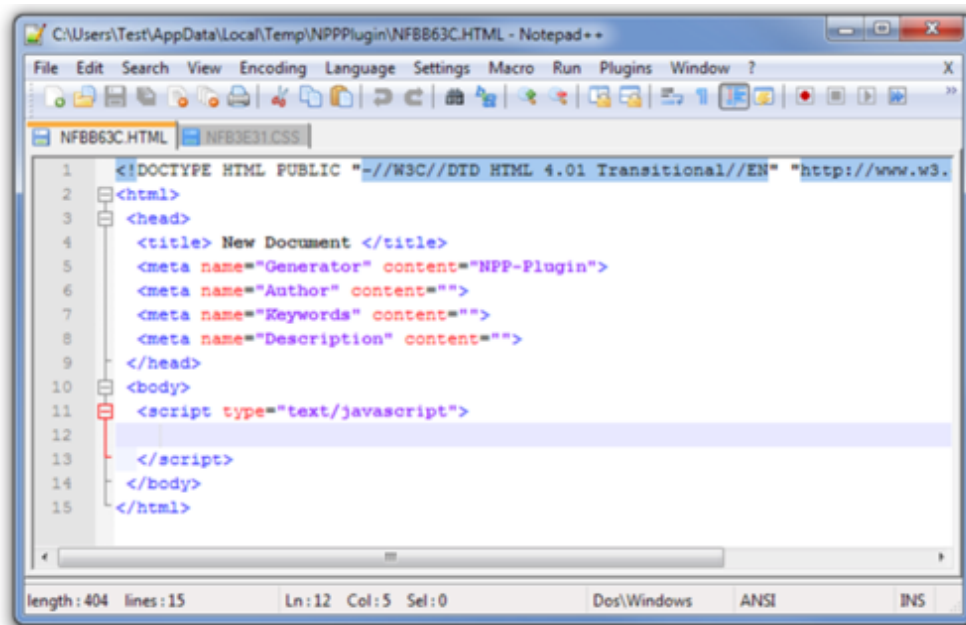 C:\Users\Test\AppData\Local\Temp\NPPPlugin\NFBB63C.HTML - Notepad++
File Edit Search View Encoding Language Settings Macro Run Plugins Window ? X
NFBB63C.HTML NFB3E31.CSS
1 <!DOCTYPE HTML PUBLIC "-//W3C//DTD HTML 4.01 Transitional//EN" "http://www.w3.
2 <html>
3 <head>
4 <title> New Document </title>
5 <meta name="Generator" content="NPP-Plugin">
6 <meta name="Author" content="">
7 <meta name="Keywords" content="">
8 <meta name="Description" content="">
9 </head>
10 <body>
11 <script type="text/javascript">
12
13 </script>
14 </body>
15 </html>
length : 404 lines : 15 Ln : 12 Col : 5 Sel : 0 Dos\Windows ANSI INS